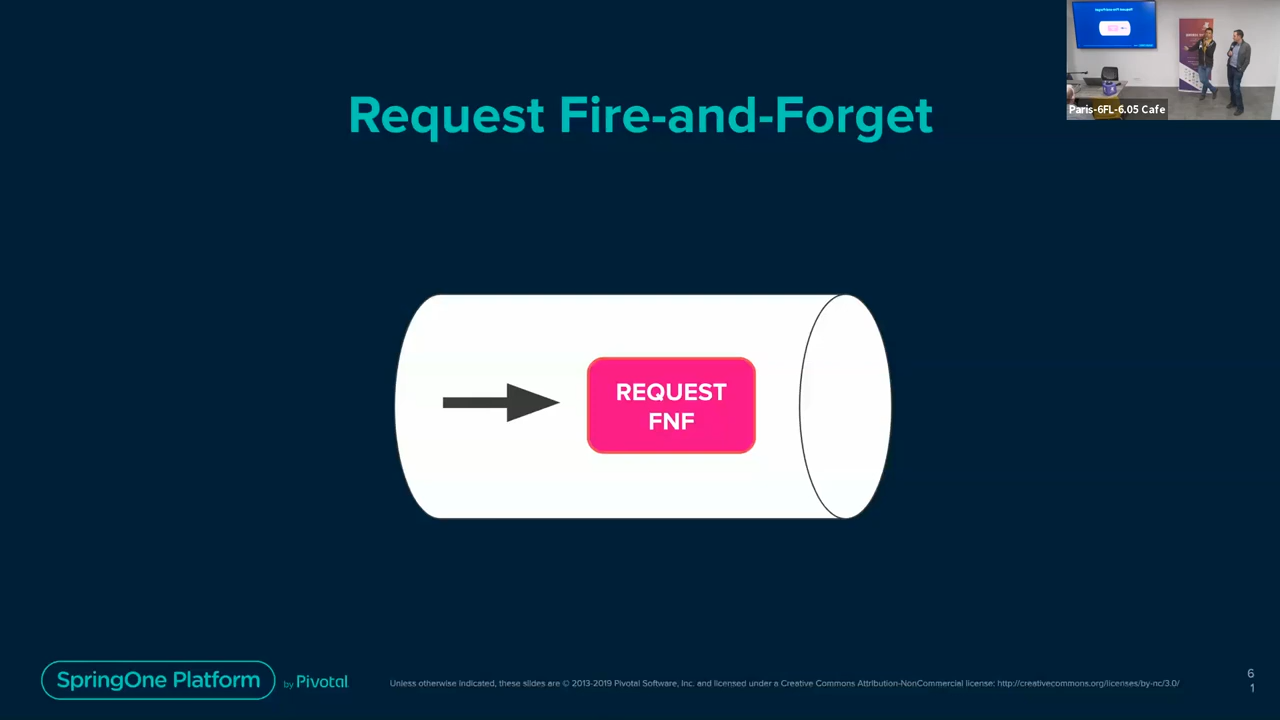 Request Fire-and-Forget
Paris-6FL-6.05 Cafe
REQUEST
FNF
SpringOne Platform
by Pivotal
Unless otherwise indicated, these slides are © 2013-2019 Pivotal Software, Inc. and licensed under a Creative Commons Attribution-NonCommercial license: http://creativecommons.org/licenses/by-nc/3.0/
6
1